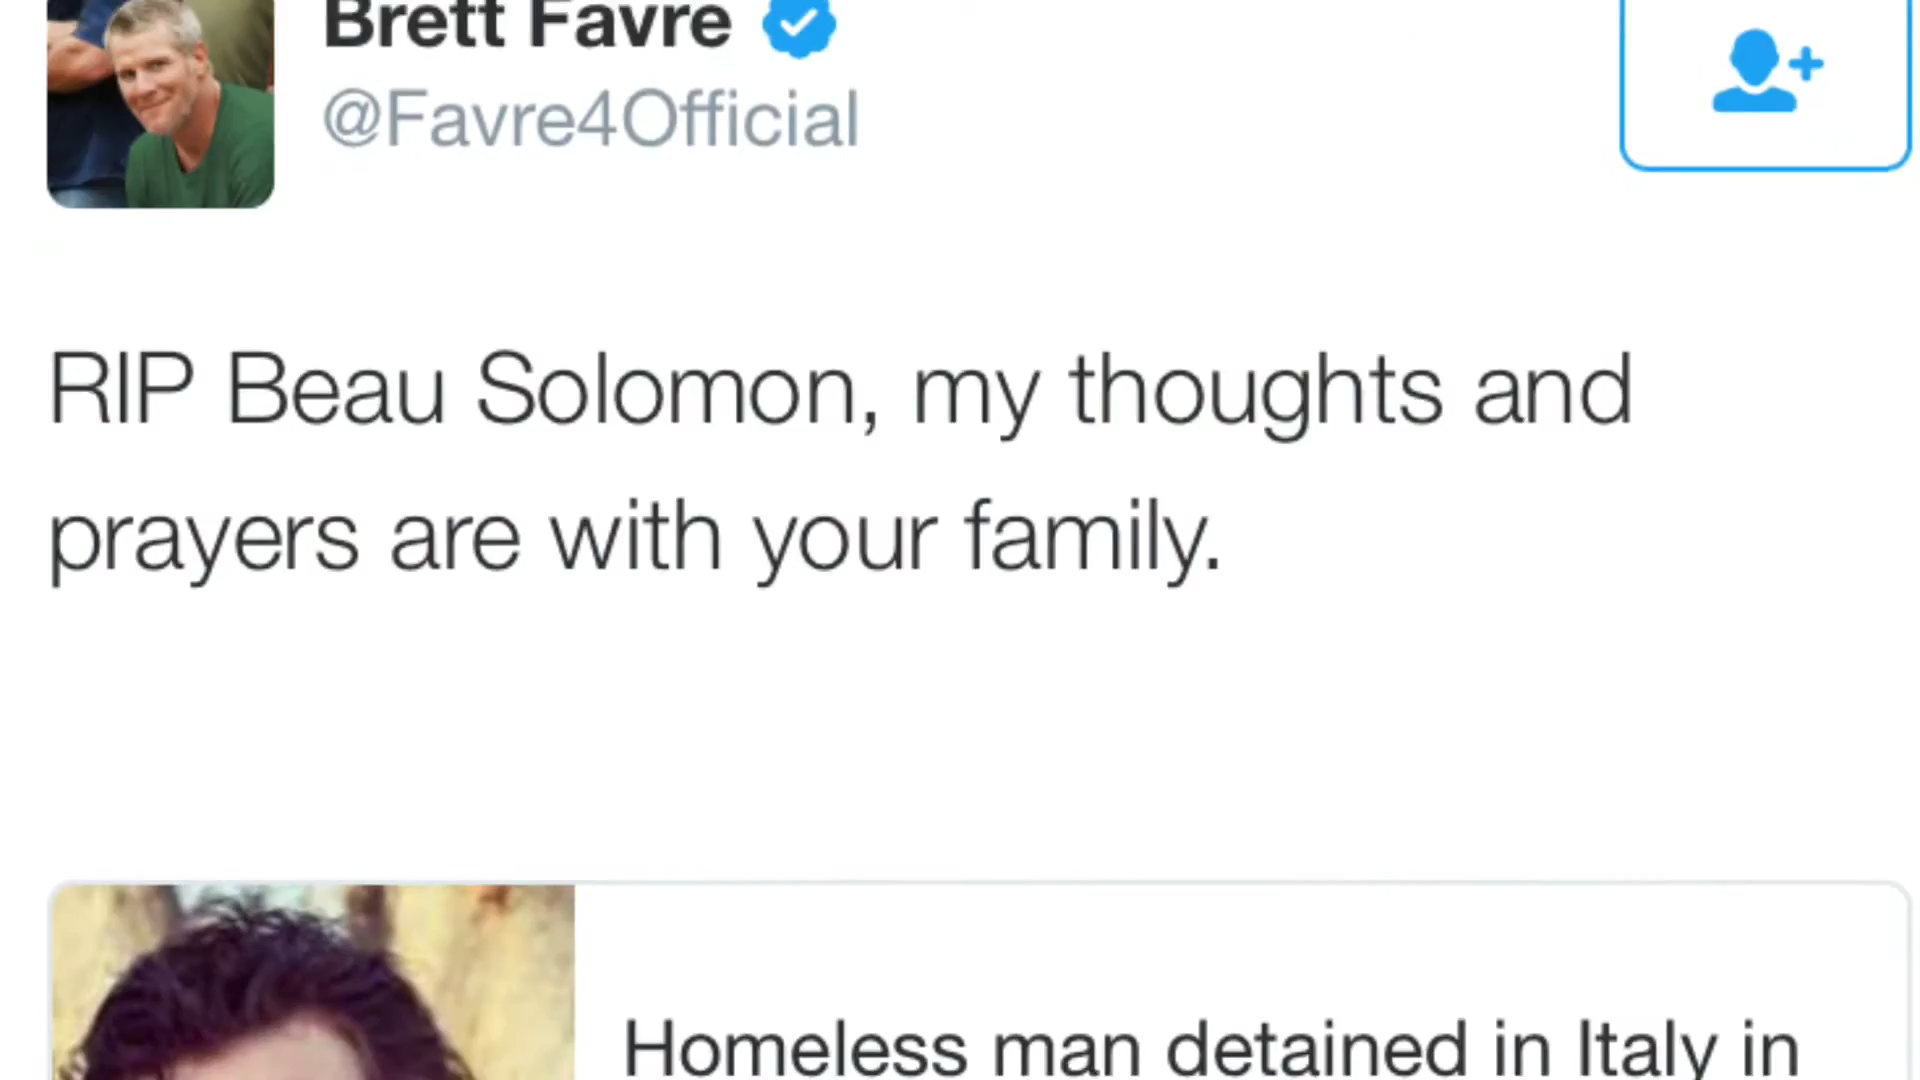 Brett Favre
@Favre4Official
RIP Beau Solomon, my thoughts and
prayers are with your family.
Homeless man detained in Italy in